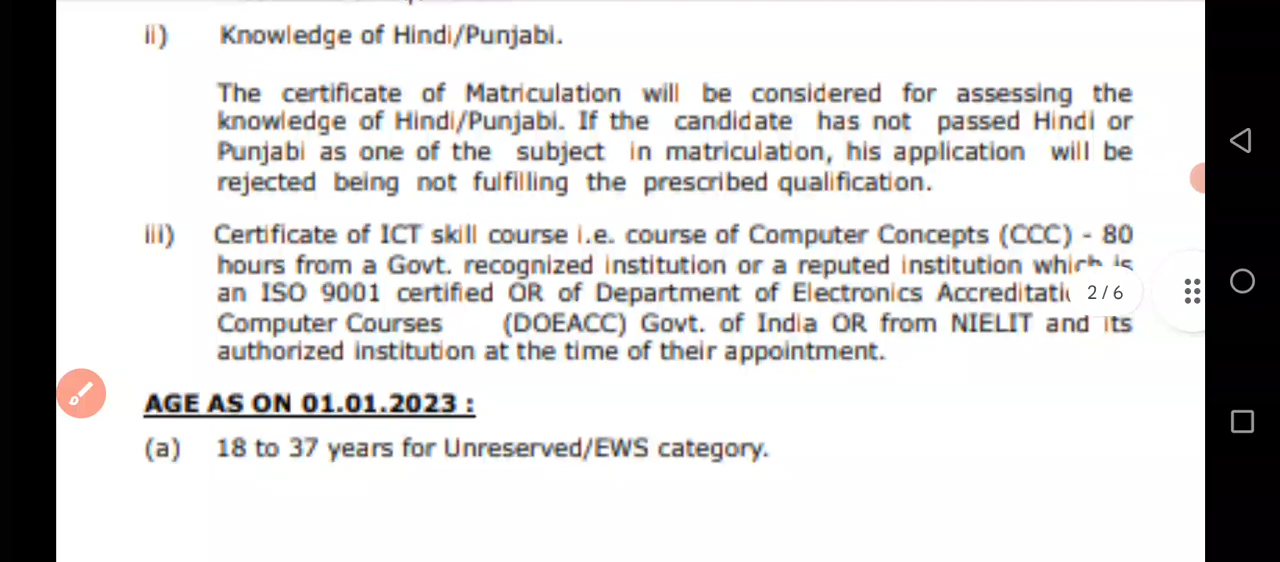 ii) Knowledge of Hindi/Punjabi.
The certificate of Matriculation will be considered for assessing the
knowledge of Hindi/Punjabi. If the candidate has not passed Hindi or
Punjabi as one of the subject in matriculation, his application will be
rejected being not fulfilling the prescribed qualification.
iii) Certificate of ICT skill course i.e. course of Computer Concepts (CCC) - 80
hours from a Govt. recognized institution or a reputed institution which is
an ISO 9001 certified OR of Department of Electronics
2/6
Computer Courses (DOEACC) Govt. of India OR from NIELIT and its
authorized institution at the time of their appointment.
AGE AS ON 01.01.2023 :
(a) 18 to 37 years for Unreserved/EWS category.